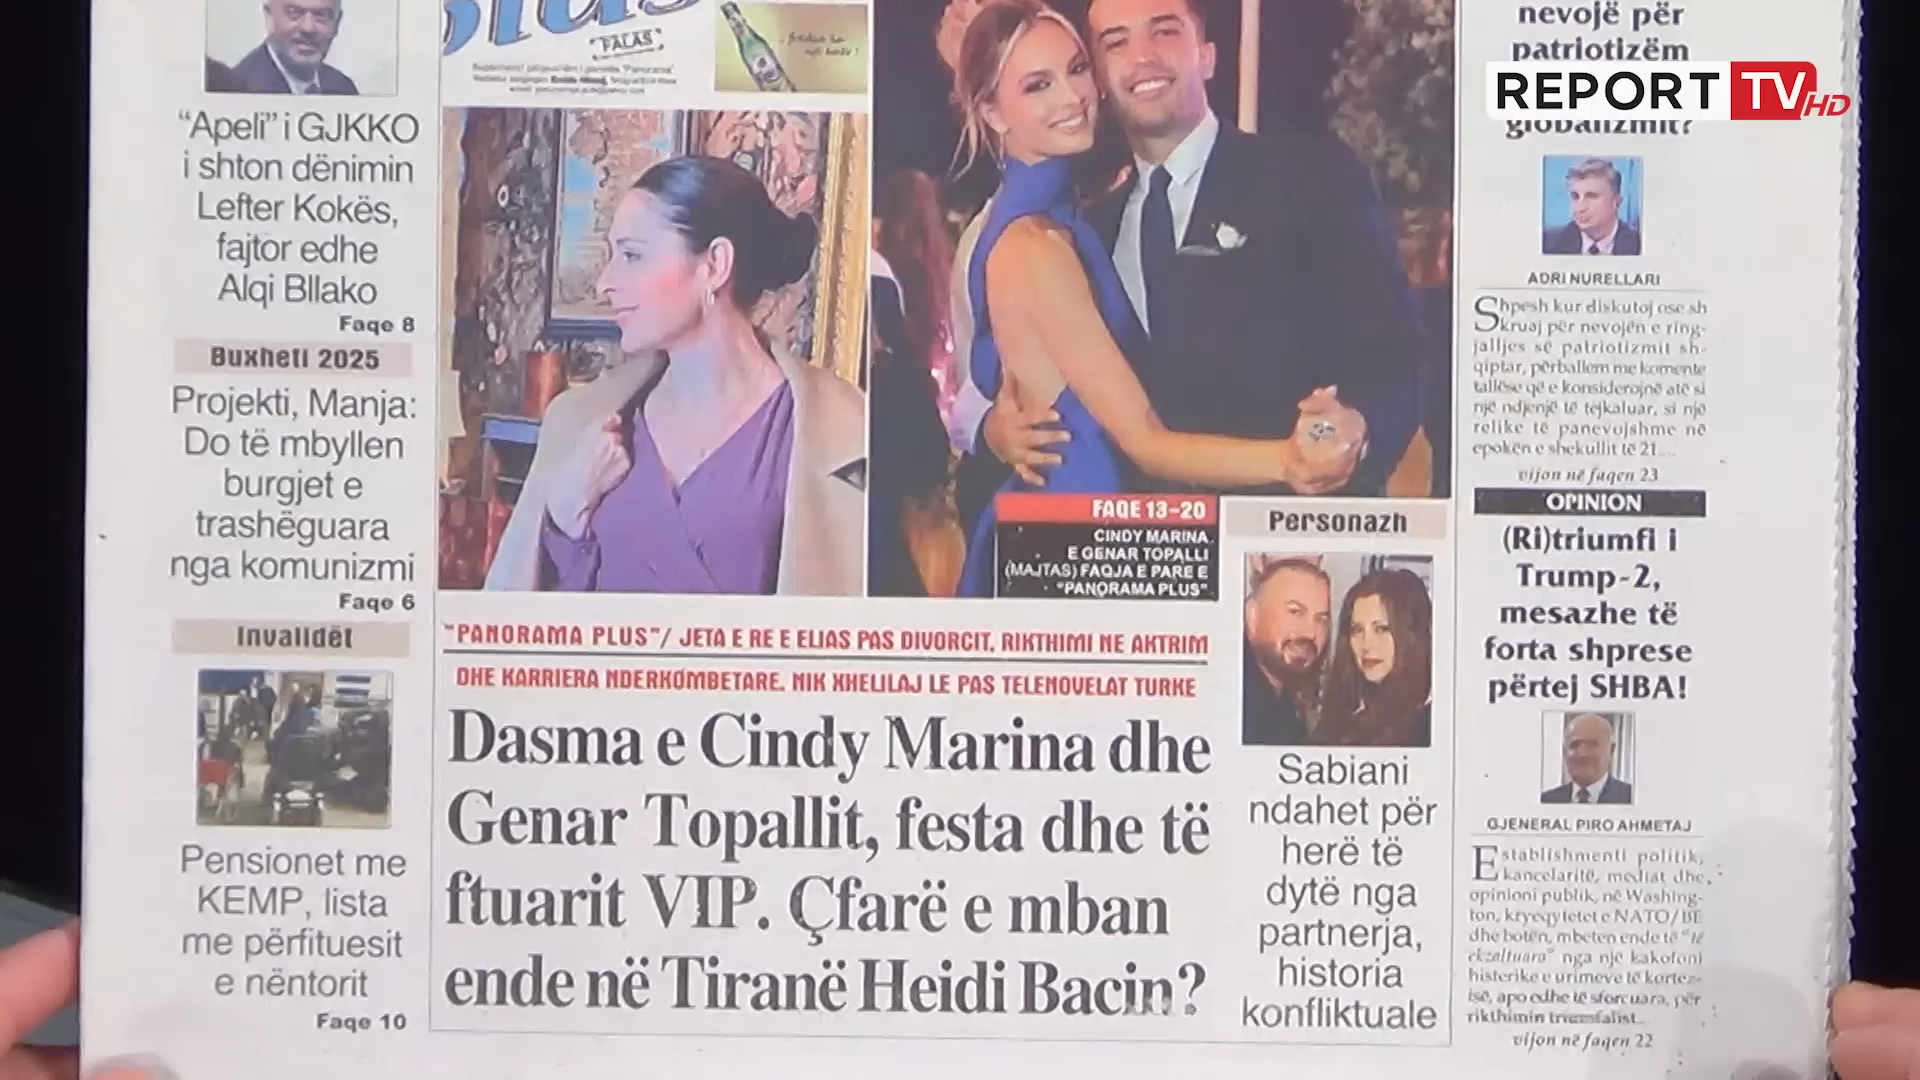 "Apeli" i GJKKO
i shton dënimin
Lefter Kokës,
fajtor edhe
Alqi Bllako
Faqe 8
Buxheti 2025
Projekti, Manja:
Do të mbyllen
burgjet e
trashëguara
nga komunizmi
Faqe 6
Invalidët
Pensionet me
KEMP, lista
me përfituesit
e nëntorit
Faqe 10
FALAS
FAQE 13-20
CINDY MARINA
E GENAR TOPALLI
(MAJTAS) FAQJA E PARE E
"PANORAMA PLUS"
"PANORAMA PLUS"/ JETA E RE E ELIAS PAS DIVORCIT, RIKTHIMI NE AKTRIM
DHE KARRIERA NDERKOMBETARE. NIK XHELILAJ LE PAS TELENOVELAT TURKE
Dasma e Cindy Marina dhe
Genar Topallit, festa dhe të
ftuarit VIP. Çfarë e mban
ende në Tiranë Heidi Bacin?
Personazh
Sabiani
ndahet për
herë të
dytë nga
partnerja,
historia
konfliktuale
nevojë për
patriotizëm
REPORT TV HD
globalizmit?
ADRI NURELLARI
Shpesh kur diskutoj ose sh
kruaj për nevojën e ring-
jalljes së patriotizmit sh-
qiptar, përballem me komente
tallëse që e konsiderojnë atë si
një ndjenjë të tejkaluar, si një
relike të panevojshme në
epokën e shekullit të 21....
vijon në faqen 23
OPINION
(Ri)triumfi i
Trump-2,
mesazhe të
forta shprese
përtej SHBA!
GJENERAL PIRO AHMETAJ
Establishmenti politik,
kancelaritë, mediat dhe,
opinioni publik, në Washing-
ton, kryeqytetet e NATO/BE
dhe botën, mbeten ende të "të
ekzaltuara" nga një kakofoni
histerike e urimeve të kortez-
isë, apo edhe të sforcuara, për
rikthimin triumfalist...
vijon në faqen 22